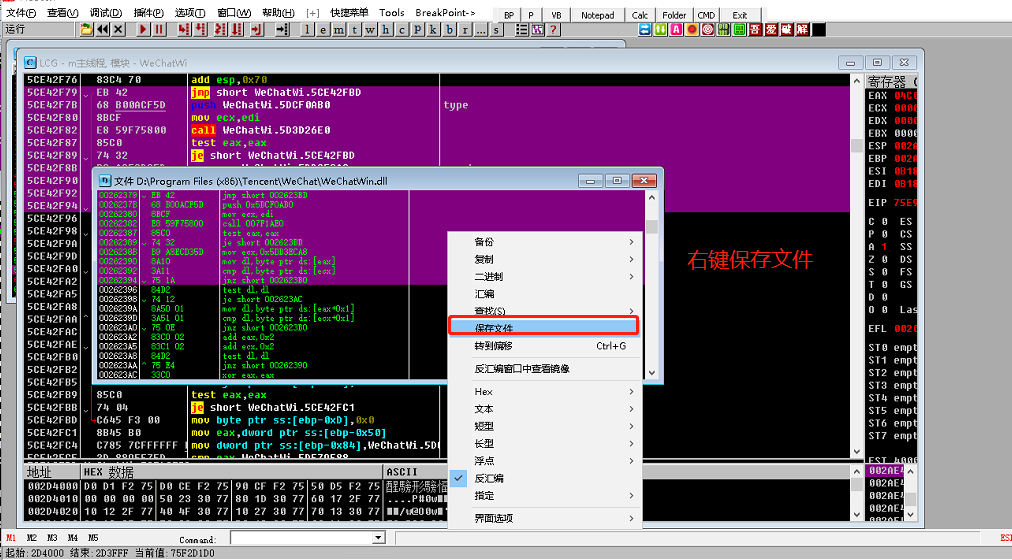 文件(F) 查看(V) 调试(D) 插件(P) 选项(T) 窗口(W) 帮助(H) [+] 快捷菜单 Tools BreakPoint-> BP P VB Notepad Calc Folder CMD Exit
运行 l e m t w h c P k b r ... s 吾 爱 破 解
LCG - m主线程, 模块 - WeChatWi
5CE42F76 83C4 70 add esp,0x70
5CE42F79 EB 42 jmp short WeChatWi.5CE42FBD
5CE42F7B 68 B00ACF5D push WeChatWi.5DCF0AB0 type
5CE42F80 8BCF mov ecx,edi
5CE42F82 E8 59F75800 call WeChatWi.5D3D26E0
5CE42F87 85C0 test eax,eax
5CE42F89 74 32 je short WeChatWi.5CE42FBD
5CE42F8B
5CE42F90
5CE42F92
5CE42F94
5CE42F96
5CE42F98
5CE42F9A
5CE42F9D
5CE42FA0
5CE42FA2
5CE42FA5
5CE42FA8
5CE42FAA
5CE42FAC
5CE42FAE
5CE42FB0
5CE42FB2
文件 D:\Program Files (x86)\Tencent\WeChat\WeChatWin.dll
00262379 EB 42 jmp short 002623BD
0026237B 68 B00ACF5D push 0x5DCF0AB0
00262380 8BCF mov ecx,edi
00262382 E8 59F75800 call 007F1AE0
00262387 85C0 test eax,eax
00262389 74 32 je short 002623BD
0026238B B9 A8ECD35D mov ecx,0x5DD3ECA8
00262390 8A10 mov dl,byte ptr ds:[eax]
00262392 3A11 cmp dl,byte ptr ds:[ecx]
00262394 75 1A jnz short 002623B0
00262396 84D2 test dl,dl
00262398 74 12 je short 002623AC
0026239A 8A50 01 mov dl,byte ptr ds:[eax+0x1]
0026239D 3A51 01 cmp dl,byte ptr ds:[ecx+0x1]
002623A0 75 0E jnz short 002623B0
002623A2 83C0 02 add eax,0x2
002623A5 83C1 02 add ecx,0x2
002623A8 84D2 test dl,dl
002623AA 75 E4 jnz short 00262390
002623AC 33C0 xor eax,eax
备份
复制
二进制
汇编
查找(S)
保存文件
转到偏移 Ctrl+G
反汇编窗口中查看镜像
Hex
文本
短型
长型
浮点
反汇编
指定
界面选项
右键保存文件
5CE42FB9 85C0 test eax,eax
5CE42FBB 74 04 je short WeChatWi.5CE42FC1
5CE42FBD C645 F3 00 mov byte ptr ss:[ebp-0xD],0x0
5CE42FC1 8B45 B0 mov eax,dword ptr ss:[ebp-0x50]
5CE42FC4 C785 7CFFFFFF mov dword ptr ss:[ebp-0x84],WeChatWi.5D
寄存器 (
EAX
ECX
EDX
EBX
ESP 002A
EBP 002A
ESI 0818
EDI 0818
EIP 75E9
C 0 ES
P 0 CS
A 1 SS
Z 0 DS
S 0 FS
T 0 GS
D 0
O 0 Las
EFL 0020
ST0 empt
ST1 empt
ST2 empt
ST3 empt
ST4 empt
ST5 empt
ST6 empt
ST7 empt
地址 HEX 数据 ASCII
002D4000 D0 D1 F2 75 D0 CE F2 75 90 CF F2 75 50 D5 F2 75
002D4010 00 00 00 00 50 23 30 77 80 1D 30 77 60 17 2F 77
002D4020 10 12 2F 77 40 4F 30 77 10 27 30 77 70 13 30 77
002AE4
002AE4
002AE4
002AE4
M1 M2 M3 M4 M5 Command: ESI
起始: 2D4000 结束: 2D3FFF 当前值: 75F2D1D0